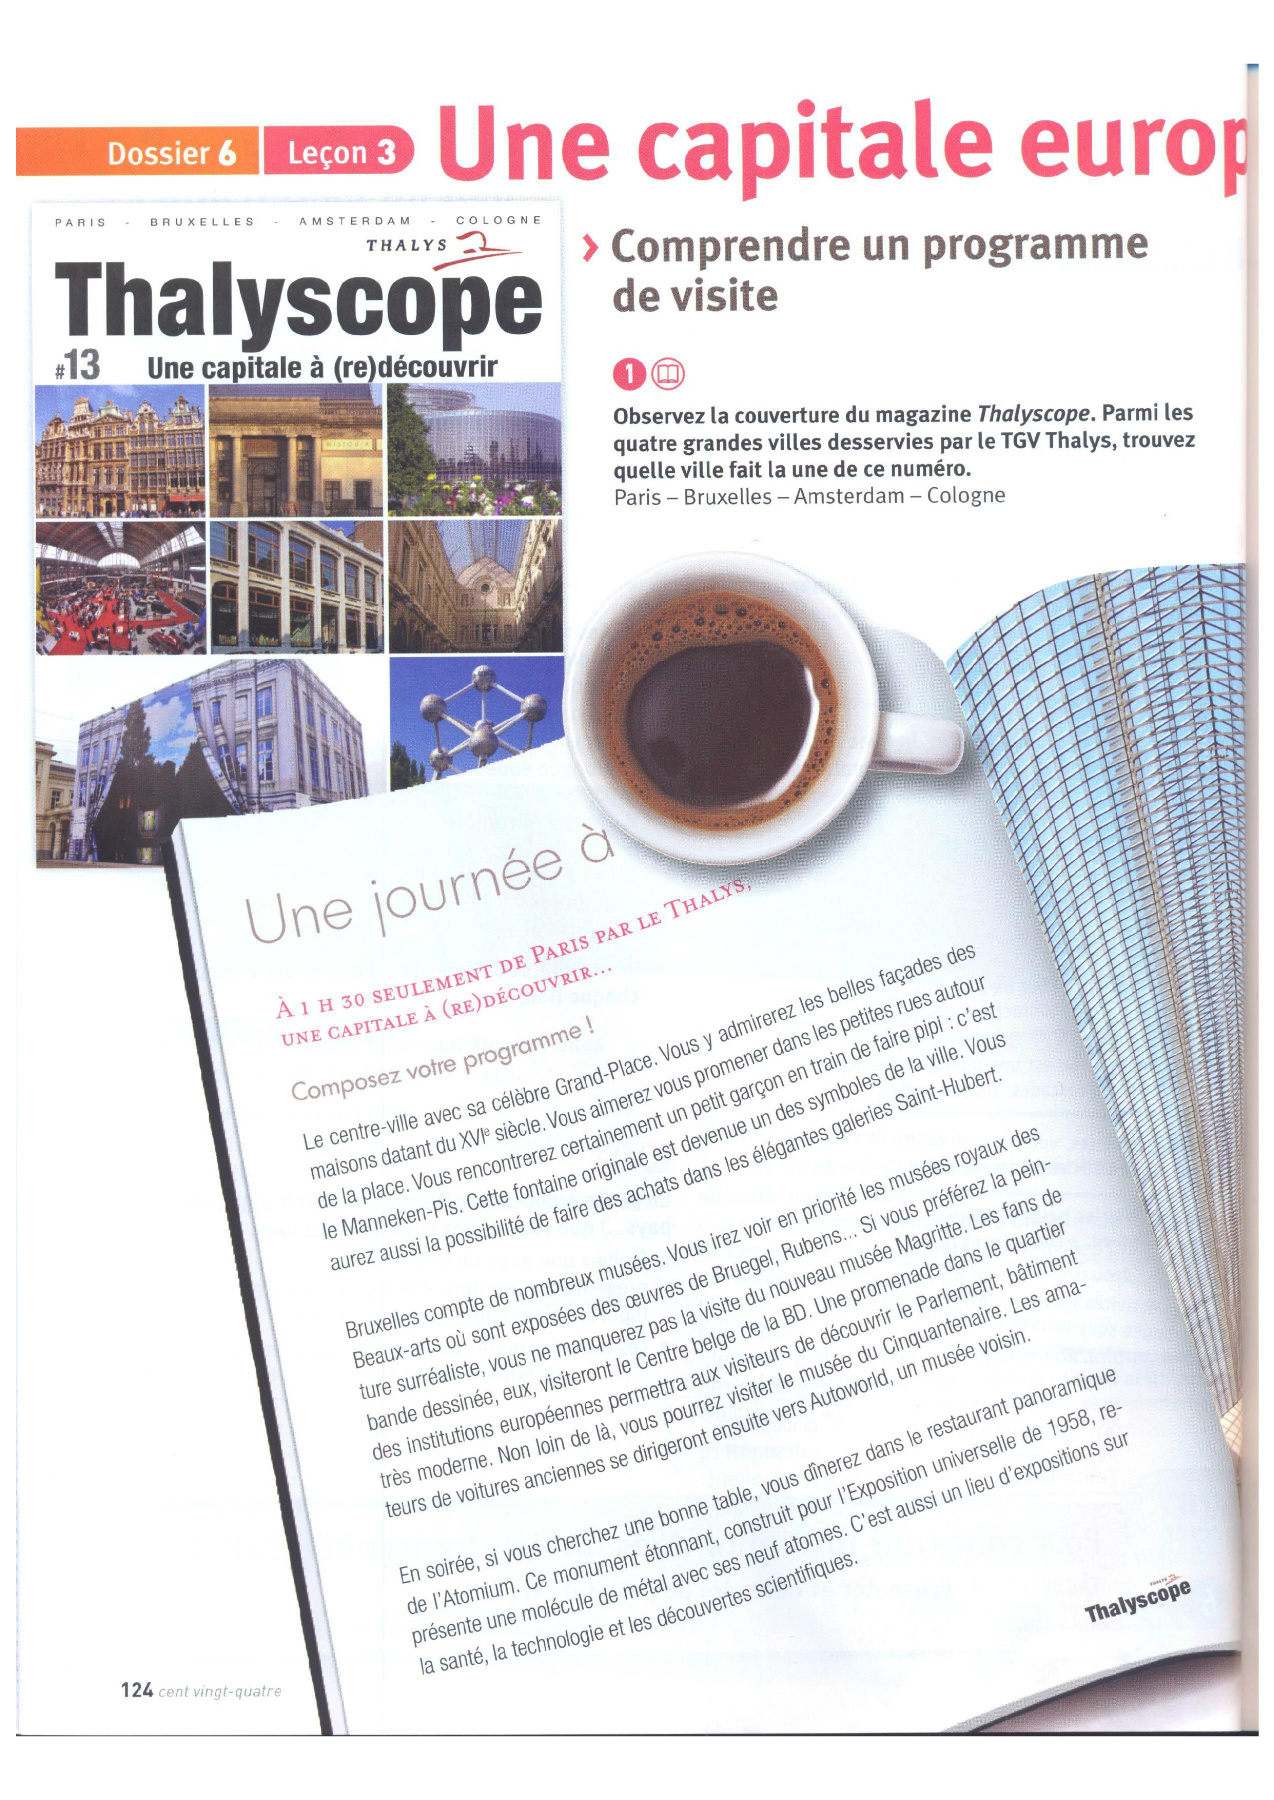 Dossier 6 Leçon 3 Une capitale europ
PARIS - BRUXELLES - AMSTERDAM - COLOGNE
THALYS
Thalyscope
#13 Une capitale à (re)découvrir
› Comprendre un programme
de visite
1
Observez la couverture du magazine Thalyscope. Parmi les
quatre grandes villes desservies par le TGV Thalys, trouvez
quelle ville fait la une de ce numéro.
Paris – Bruxelles – Amsterdam – Cologne
Une journée à
À 1 H 30 SEULEMENT DE PARIS PAR LE THALYS,
UNE CAPITALE À (RE)DÉCOUVRIR...
Composez votre programme !
Le centre-ville avec sa célèbre Grand-Place. Vous y admirerez les belles façades des
maisons datant du XVIe siècle. Vous aimerez vous promener dans les petites rues autour
de la place. Vous rencontrerez certainement un petit garçon en train de faire pipi : c'est
le Manneken-Pis. Cette fontaine originale est devenue un des symboles de la ville. Vous
aurez aussi la possibilité de faire des achats dans les élégantes galeries Saint-Hubert.
Bruxelles compte de nombreux musées. Vous irez voir en priorité les musées royaux des
Beaux-arts où sont exposées des œuvres de Bruegel, Rubens... Si vous préférez la pein-
ture surréaliste, vous ne manquerez pas la visite du nouveau musée Magritte. Les fans de
bande dessinée, eux, visiteront le Centre belge de la BD. Une promenade dans le quartier
des institutions européennes permettra aux visiteurs de découvrir le Parlement, bâtiment
très moderne. Non loin de là, vous pourrez visiter le musée du Cinquantenaire. Les ama-
teurs de voitures anciennes se dirigeront ensuite vers Autoworld, un musée voisin.
En soirée, si vous cherchez une bonne table, vous dînerez dans le restaurant panoramique
de l'Atomium. Ce monument étonnant, construit pour l'Exposition universelle de 1958, re-
présente une molécule de métal avec ses neuf atomes. C'est aussi un lieu d'expositions sur
la santé, la technologie et les découvertes scientifiques.
Thalyscope
124 cent vingt-quatre